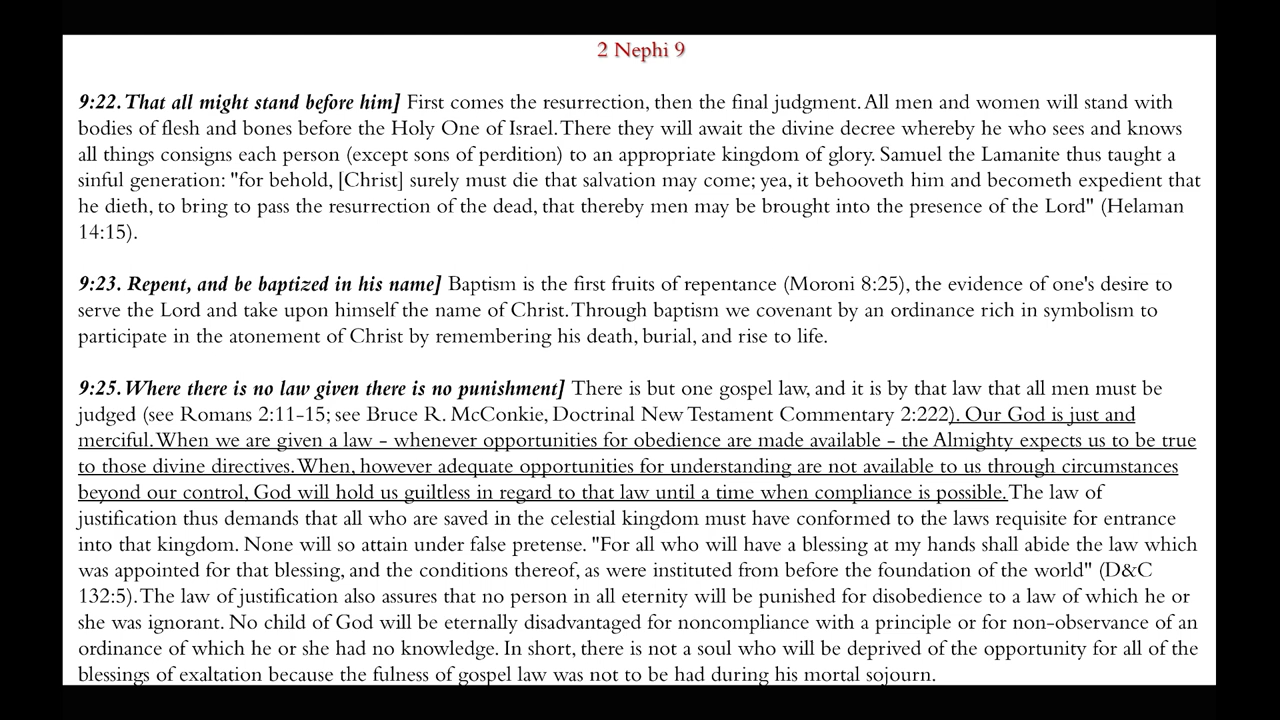 2 Nephi 9
9:22. That all might stand before him] First comes the resurrection, then the final judgment. All men and women will stand with
bodies of flesh and bones before the Holy One of Israel. There they will await the divine decree whereby he who sees and knows
all things consigns each person (except sons of perdition) to an appropriate kingdom of glory. Samuel the Lamanite thus taught a
sinful generation: "for behold, [Christ] surely must die that salvation may come; yea, it behooveth him and becometh expedient that
he dieth, to bring to pass the resurrection of the dead, that thereby men may be brought into the presence of the Lord" (Helaman
14:15).
9:23. Repent, and be baptized in his name] Baptism is the first fruits of repentance (Moroni 8:25), the evidence of one's desire to
serve the Lord and take upon himself the name of Christ. Through baptism we covenant by an ordinance rich in symbolism to
participate in the atonement of Christ by remembering his death, burial, and rise to life.
9:25. Where there is no law given there is no punishment] There is but one gospel law, and it is by that law that all men must be
judged (see Romans 2:11-15; see Bruce R. McConkie, Doctrinal New Testament Commentary 2:222). Our God is just and
merciful. When we are given a law - whenever opportunities for obedience are made available - the Almighty expects us to be true
to those divine directives. When, however adequate opportunities for understanding are not available to us through circumstances
beyond our control, God will hold us guiltless in regard to that law until a time when compliance is possible. The law of
justification thus demands that all who are saved in the celestial kingdom must have conformed to the laws requisite for entrance
into that kingdom. None will so attain under false pretense. "For all who will have a blessing at my hands shall abide the law which
was appointed for that blessing, and the conditions thereof, as were instituted from before the foundation of the world" (D&C
132:5). The law of justification also assures that no person in all eternity will be punished for disobedience to a law of which he or
she was ignorant. No child of God will be eternally disadvantaged for noncompliance with a principle or for non-observance of an
ordinance of which he or she had no knowledge. In short, there is not a soul who will be deprived of the opportunity for all of the
blessings of exaltation because the fulness of gospel law was not to be had during his mortal sojourn.